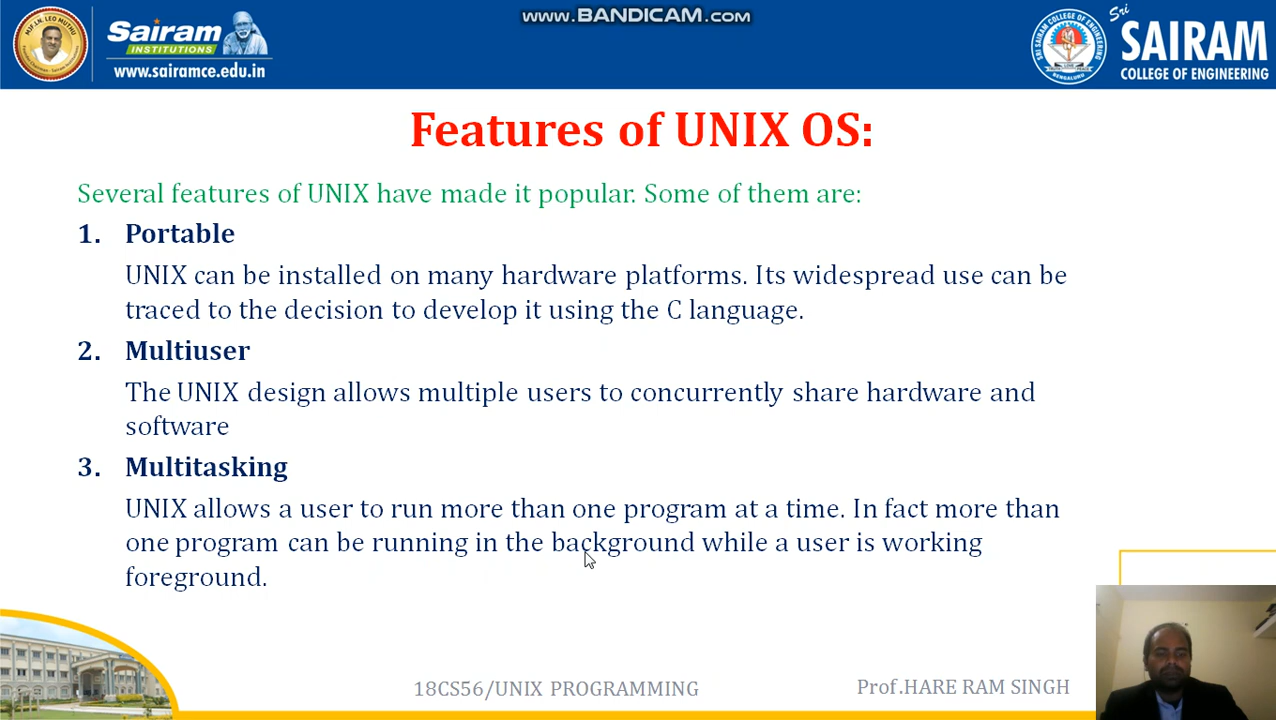 www.BANDICAM.com
Sairam
INSTITUTIONS
www.sairamce.edu.in
Sri
SAIRAM
COLLEGE OF ENGINEERING
Features of UNIX OS:
Several features of UNIX have made it popular. Some of them are:
1. Portable
UNIX can be installed on many hardware platforms. Its widespread use can be
traced to the decision to develop it using the C language.
2. Multiuser
The UNIX design allows multiple users to concurrently share hardware and
software
3. Multitasking
UNIX allows a user to run more than one program at a time. In fact more than
one program can be running in the background while a user is working
foreground.
18CS56/UNIX PROGRAMMING
Prof.HARE RAM SINGH